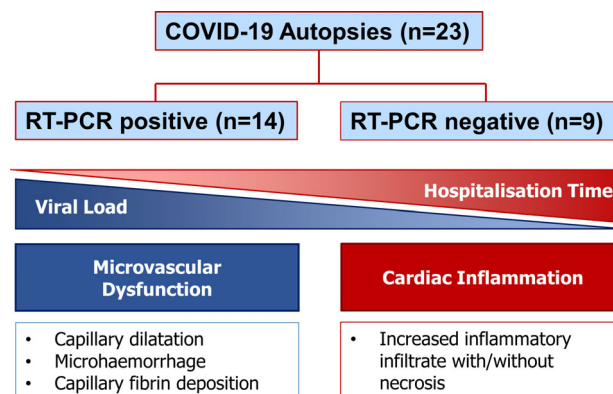 COVID-19 Autopsies (n=23)
RT-PCR positive (n=14)
RT-PCR negative (n=9)
Hospitalisation Time
Viral Load
Microvascular
Dysfunction
Cardiac Inflammation
• Capillary dilatation
• Microhaemorrhage
• Capillary fibrin deposition
• Increased inflammatory
infiltrate with/without
necrosis